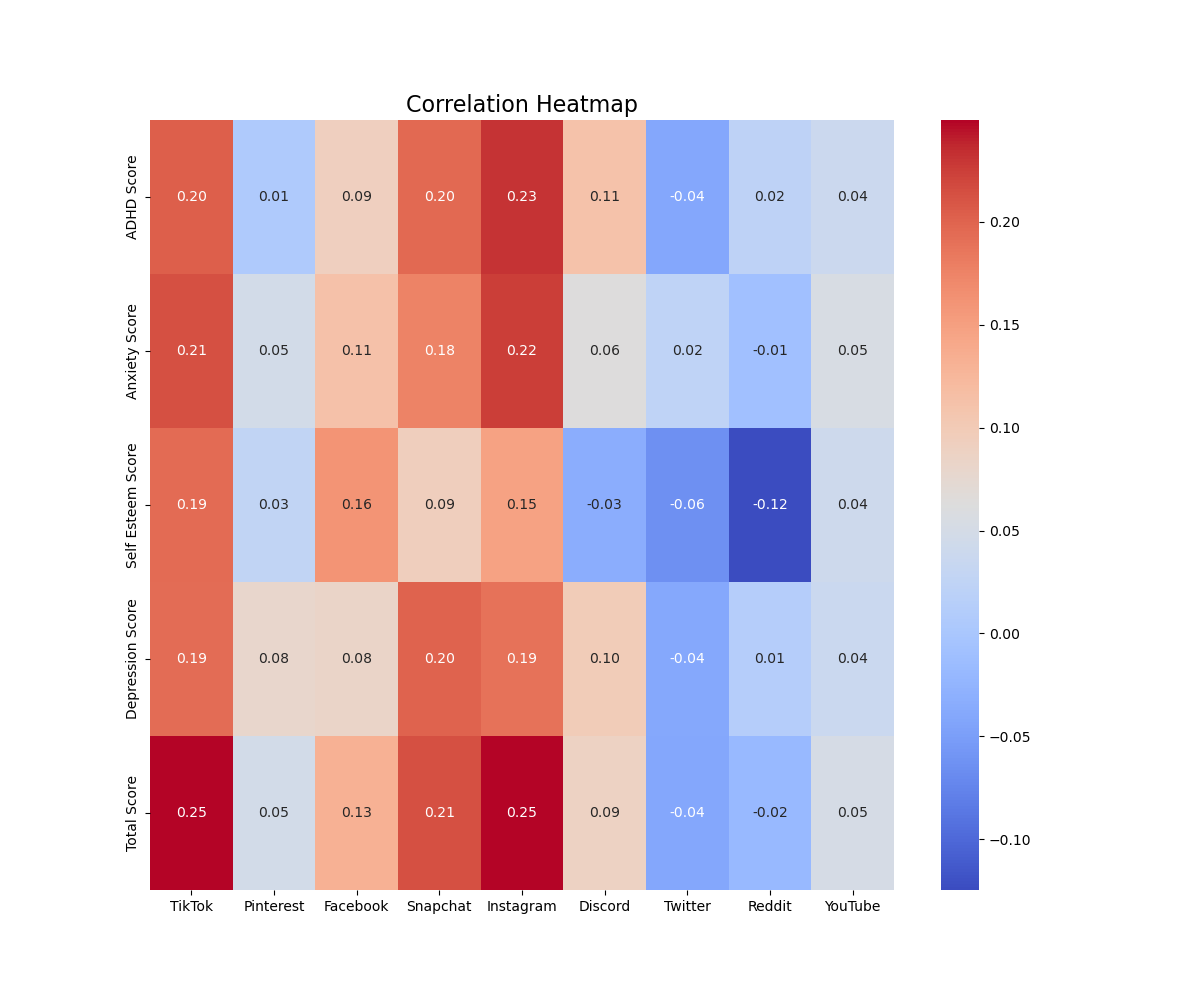 Correlation Heatmap
ADHD Score
0.20 0.01 0.09 0.20 0.23 0.11 -0.04 0.02 0.04
Anxiety Score
0.21 0.05 0.11 0.18 0.22 0.06 0.02 -0.01 0.05
Self Esteem Score
0.19 0.03 0.16 0.09 0.15 -0.03 -0.06 -0.12 0.04
Depression Score
0.19 0.08 0.08 0.20 0.19 0.10 -0.04 0.01 0.04
Total Score
0.25 0.05 0.13 0.21 0.25 0.09 -0.04 -0.02 0.05
TikTok Pinterest Facebook Snapchat Instagram Discord Twitter Reddit YouTube
0.20
0.15
0.10
0.05
0.00
−0.05
−0.10